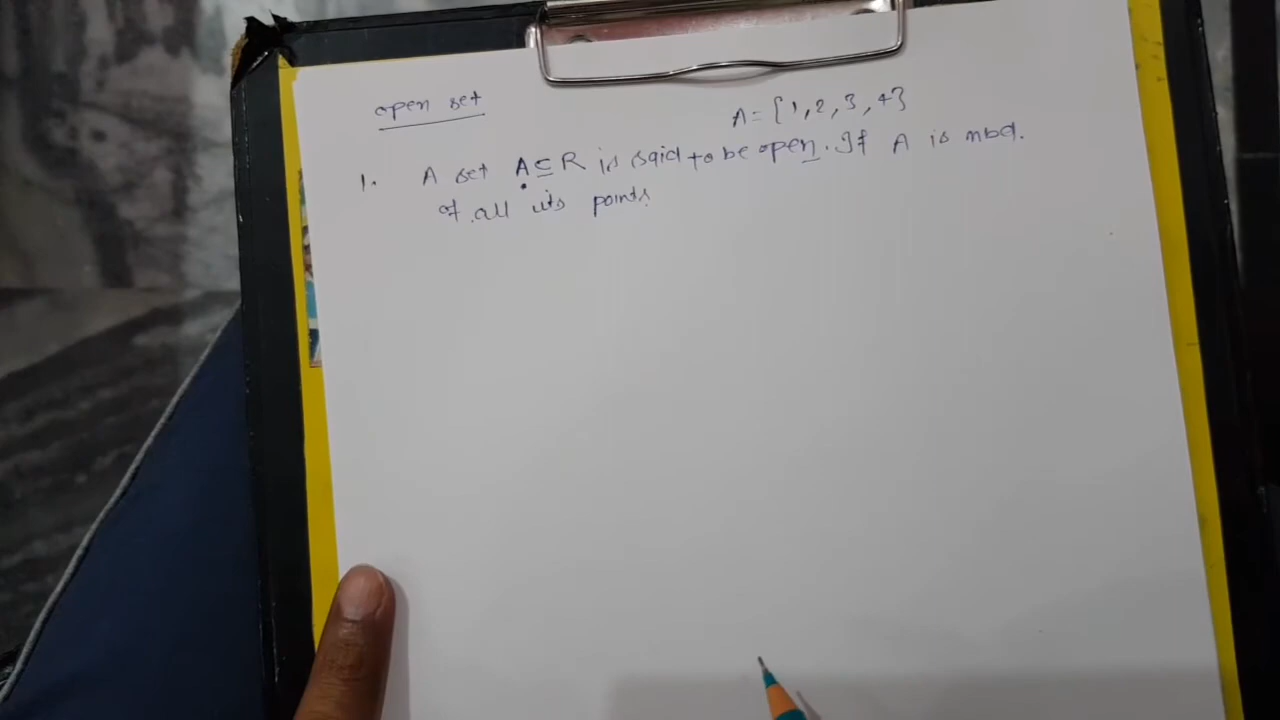 open set
A = {1, 2, 3, 4}
1. A set A ⊆ R is said to be open. If A is nbd.
of all its points.